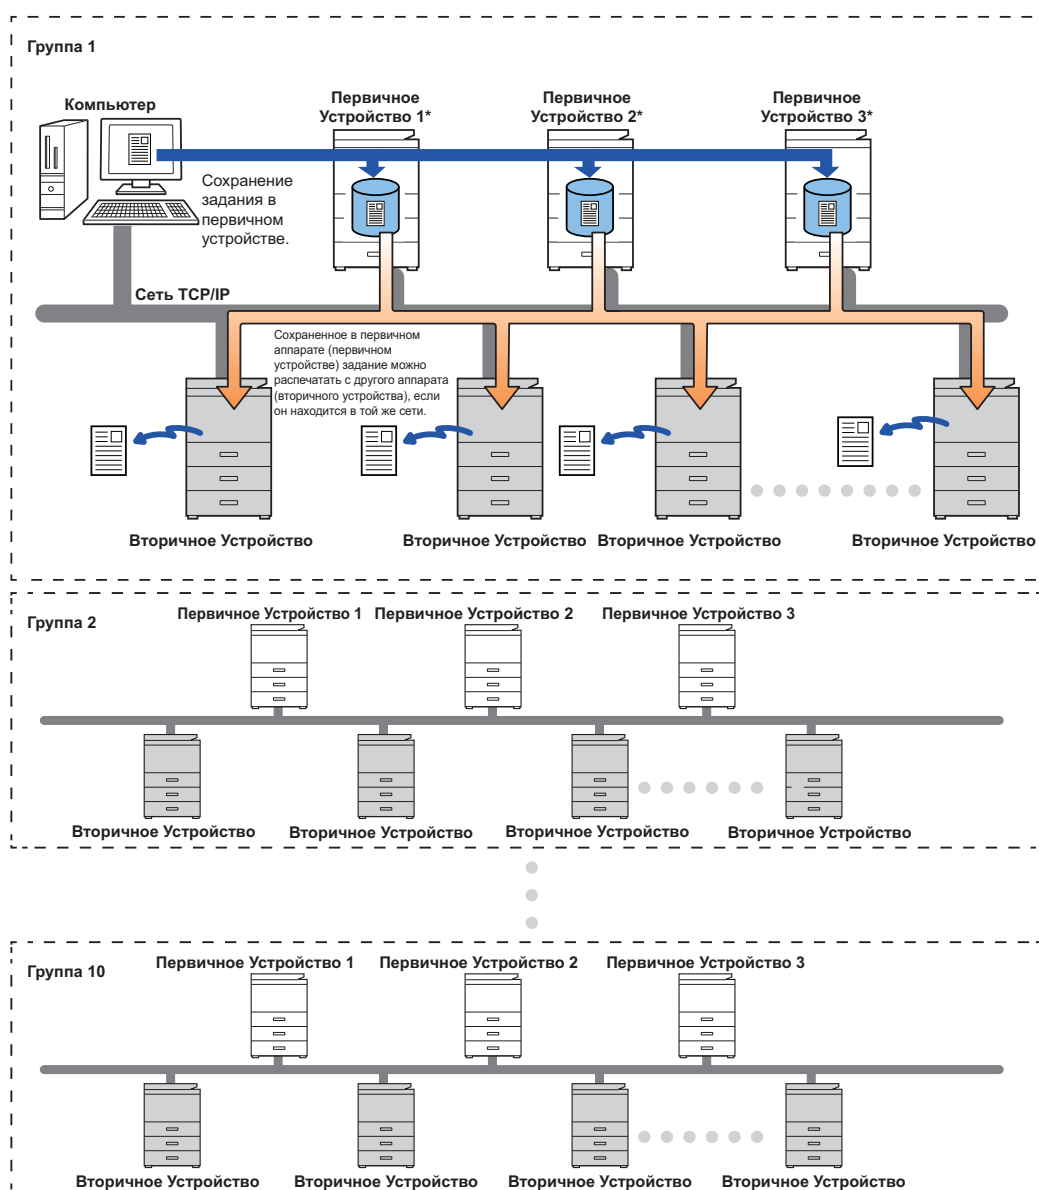 Группа 1
Компьютер
Первичное
Устройство 1*
Первичное
Устройство 2*
Первичное
Устройство 3*
Сохранение
задания в
первичном
устройстве.
Сеть TCP/IP
Сохраненное в первичном
аппарате (первичном
устройстве) задание можно
распечатать с другого аппарата
(вторичного устройства), если
он находится в той же сети.
Вторичное Устройство
Вторичное Устройство
Вторичное Устройство
Вторичное Устройство
Группа 2
Первичное Устройство 1
Первичное Устройство 2
Первичное Устройство 3
Вторичное Устройство
Вторичное Устройство
Вторичное Устройство
Вторичное Устройство
Группа 10
Первичное Устройство 1
Первичное Устройство 2
Первичное Устройство 3
Вторичное Устройство
Вторичное Устройство
Вторичное Устройство
Вторичное Устройство